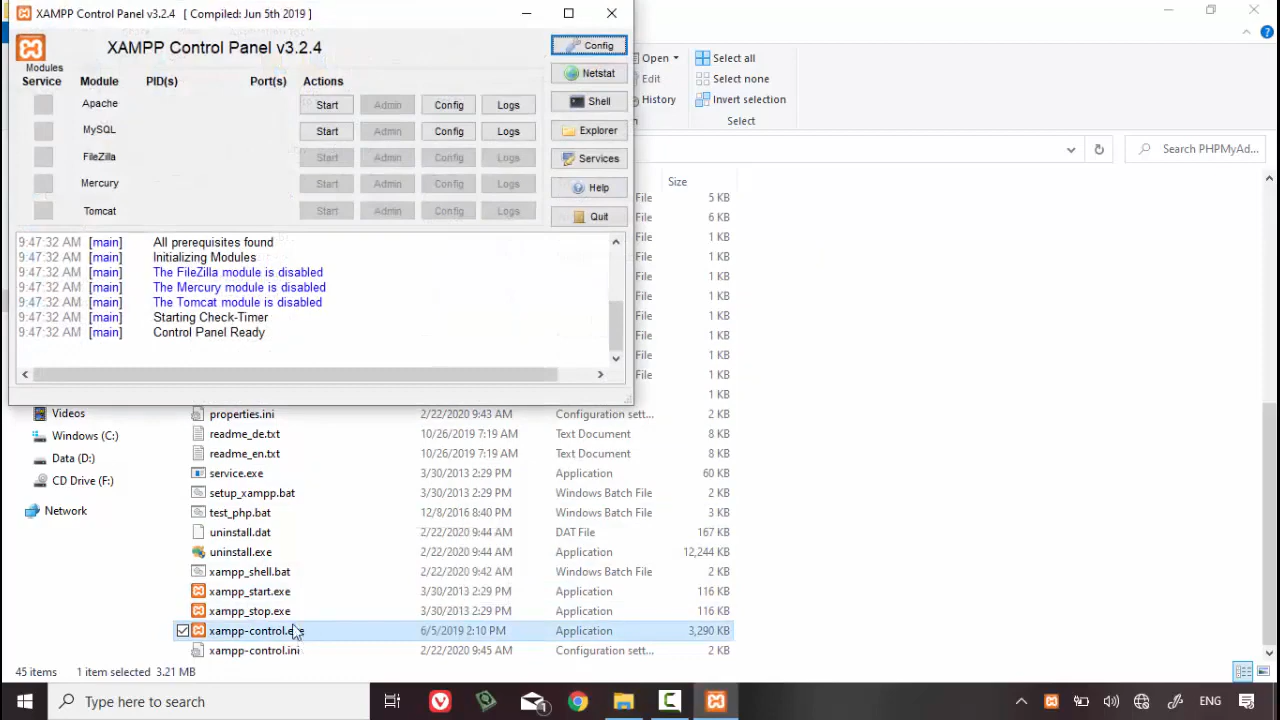 XAMPP Control Panel v3.2.4 [ Compiled: Jun 5th 2019 ]
XAMPP Control Panel v3.2.4
Config
Modules
Service Module PID(s) Port(s) Actions
Netstat
Apache Start Admin Config Logs
Shell
MySQL Start Admin Config Logs
Explorer
FileZilla Start Admin Config Logs
Services
Mercury Start Admin Config Logs
Help
Tomcat Start Admin Config Logs
Quit
9:47:32 AM [main] All prerequisites found
9:47:32 AM [main] Initializing Modules
9:47:32 AM [main] The FileZilla module is disabled
9:47:32 AM [main] The Mercury module is disabled
9:47:32 AM [main] The Tomcat module is disabled
9:47:32 AM [main] Starting Check-Timer
9:47:32 AM [main] Control Panel Ready
Open Select all
Edit Select none
History Invert selection
Select
Search PHPMyAd...
Size
File 5 KB
File 6 KB
File 1 KB
File 1 KB
File 1 KB
File 1 KB
File 1 KB
File 1 KB
File 1 KB
File 1 KB
File 1 KB
Videos
Windows (C:)
Data (D:)
CD Drive (F:)
Network
properties.ini 2/22/2020 9:43 AM Configuration sett... 2 KB
readme_de.txt 10/26/2019 7:19 AM Text Document 8 KB
readme_en.txt 10/26/2019 7:19 AM Text Document 8 KB
service.exe 3/30/2013 2:29 PM Application 60 KB
setup_xampp.bat 3/30/2013 2:29 PM Windows Batch File 2 KB
test_php.bat 12/8/2016 8:40 PM Windows Batch File 3 KB
uninstall.dat 2/22/2020 9:44 AM DAT File 167 KB
uninstall.exe 2/22/2020 9:44 AM Application 12,244 KB
xampp_shell.bat 2/22/2020 9:42 AM Windows Batch File 2 KB
xampp_start.exe 3/30/2013 2:29 PM Application 116 KB
xampp_stop.exe 3/30/2013 2:29 PM Application 116 KB
xampp-control.exe 6/5/2019 2:10 PM Application 3,290 KB
xampp-control.ini 2/22/2020 9:45 AM Configuration sett... 2 KB
45 items 1 item selected 3.21 MB
Type here to search
1
ENG